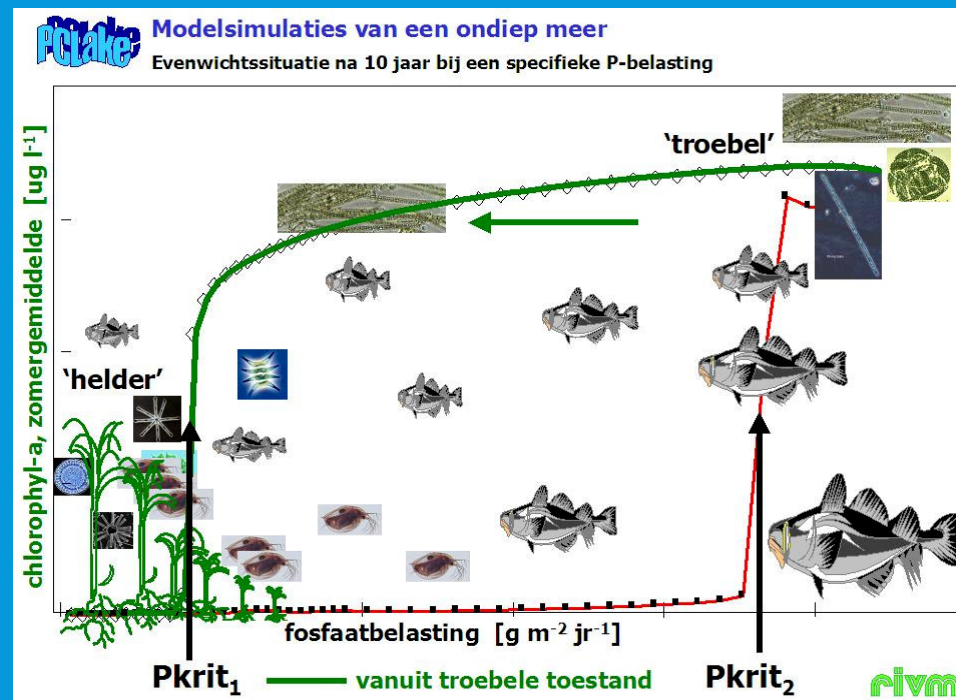 PCLake
Modelsimulaties van een ondiep meer
Evenwichtssituatie na 10 jaar bij een specifieke P-belasting
chlorophyl-a, zomergemiddelde [ug l-1]
'troebel'
'helder'
fosfaatbelasting [g m-2 jr-1]
Pkrit1
Pkrit2
vanuit troebele toestand
rivm